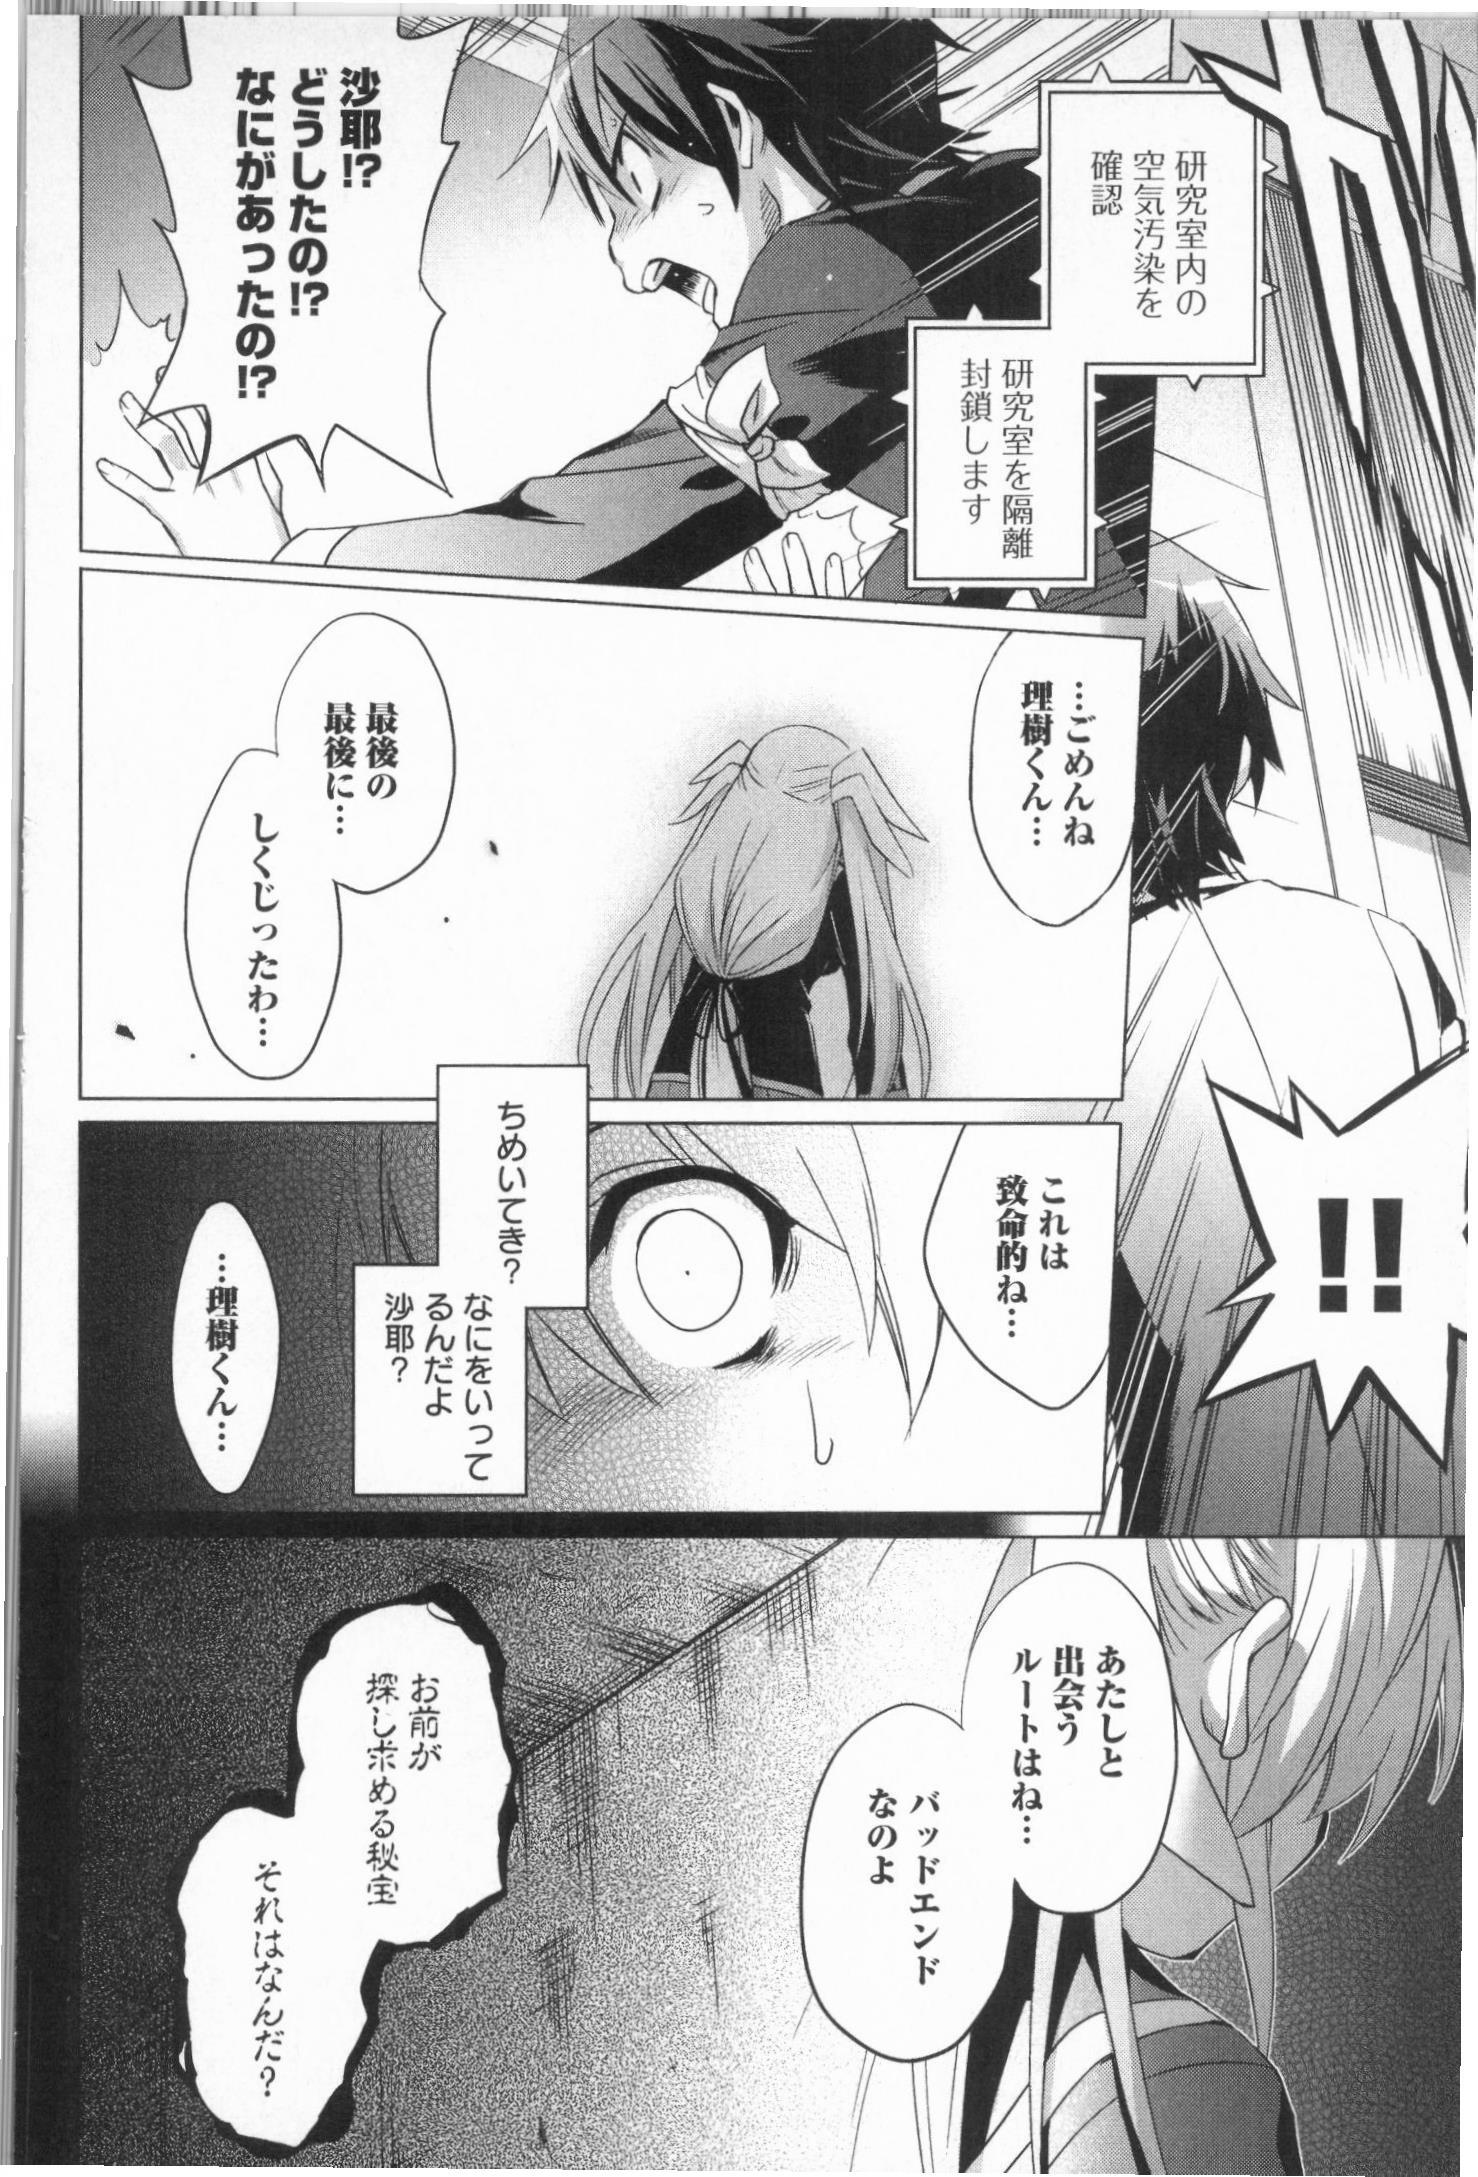 研究室内の
空気汚染を
確認
研究室を隔離
封鎖します
沙耶!?
どうしたの!?
なにがあったの!?
!!
…ごめんね
理樹くん…
最後の
最後に…
しくじったわ…
これは
致命的ね…
ちめいてき?
なにをいって
るんだよ
沙耶?
…理樹くん…
あたしと
出会う
ルートはね…
バッドエンド
なのよ
お前が
探し求める秘宝
それはなんだ?